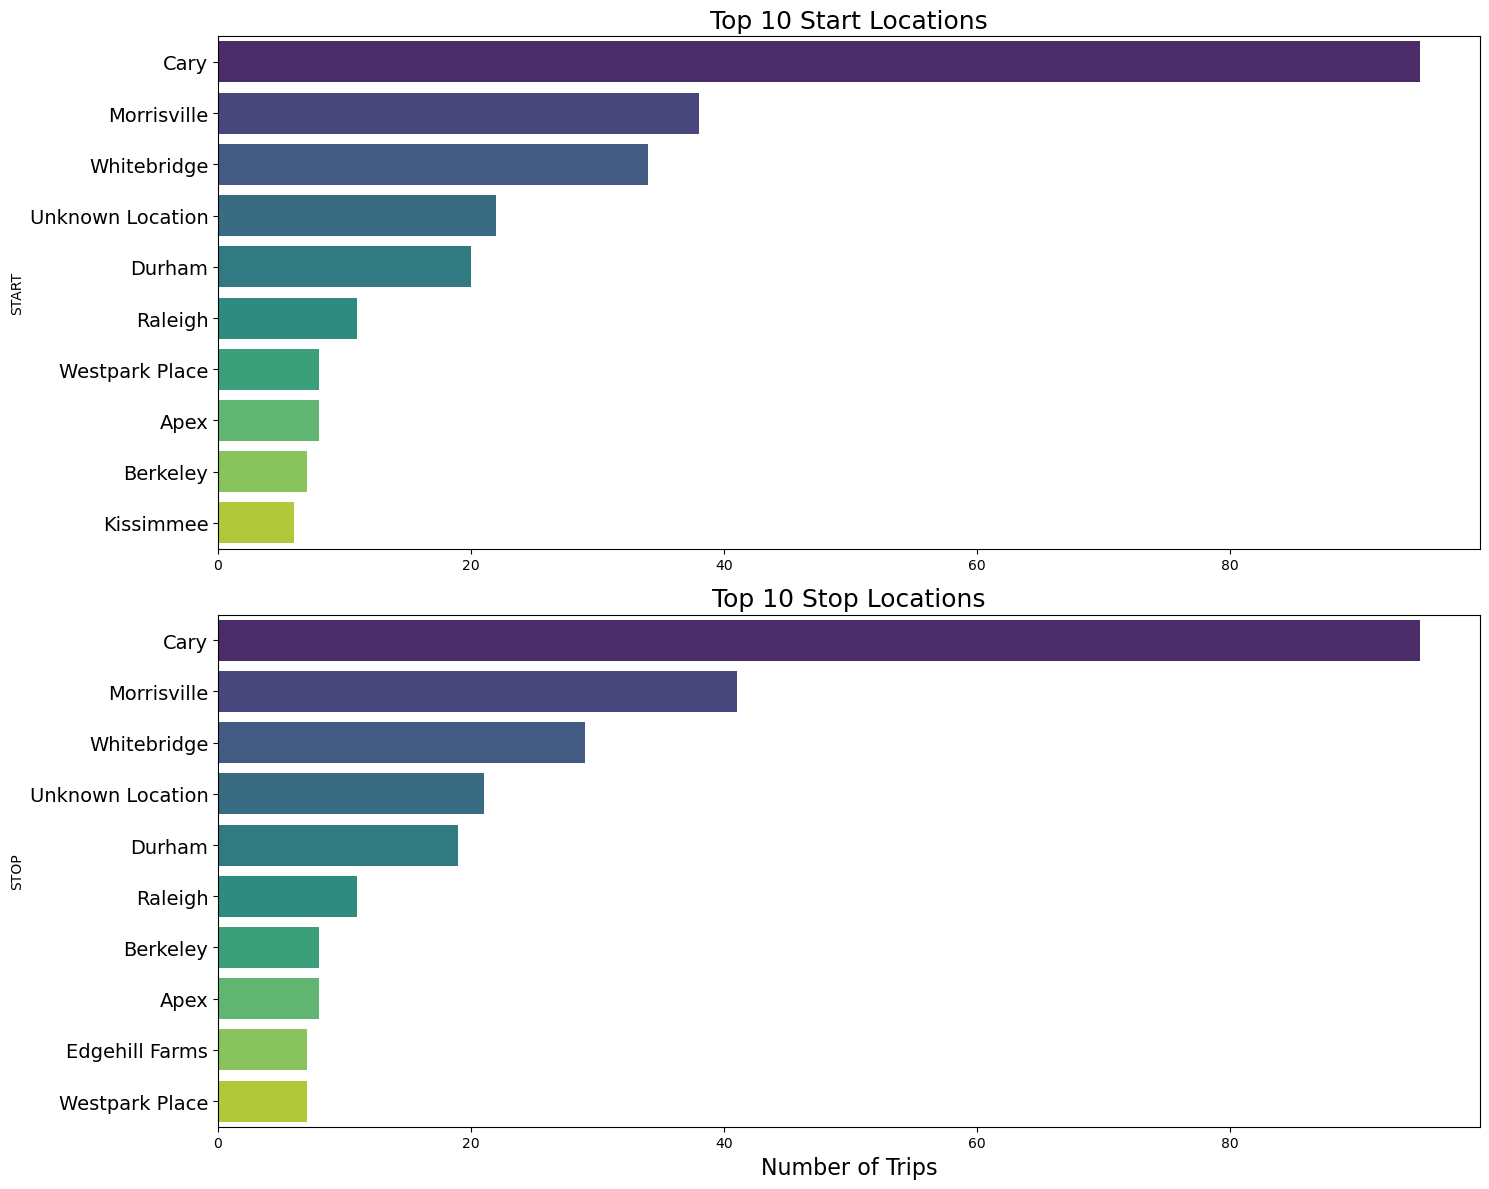 Top 10 Start Locations
START
Cary
Morrisville
Whitebridge
Unknown Location
Durham
Raleigh
Westpark Place
Apex
Berkeley
Kissimmee
0 20 40 60 80
Top 10 Stop Locations
STOP
Cary
Morrisville
Whitebridge
Unknown Location
Durham
Raleigh
Berkeley
Apex
Edgehill Farms
Westpark Place
0 20 40 60 80
Number of Trips